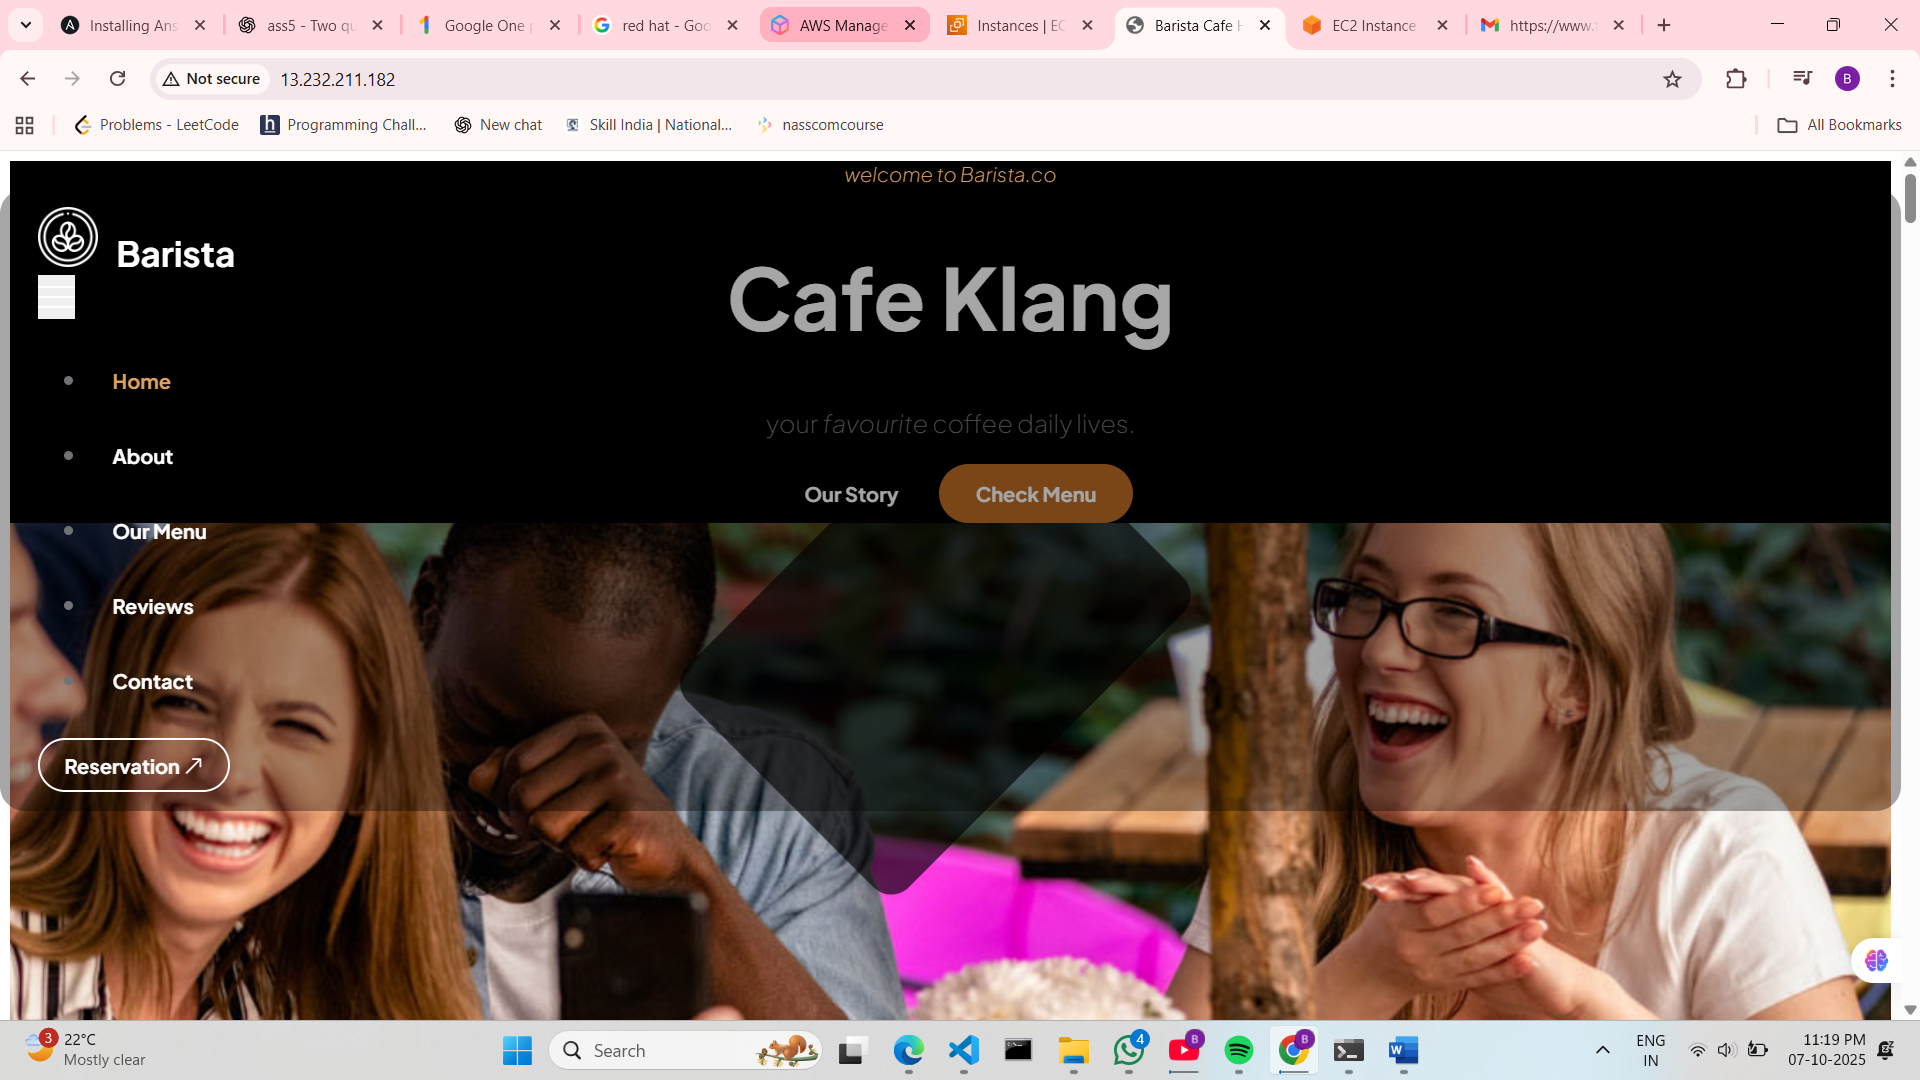 Installing Ans
ass5 - Two qu
Google One p
red hat - Goo
AWS Manage
Instances | EC
Barista Cafe H
EC2 Instance
https://www.
Not secure
13.232.211.182
B
Problems - LeetCode
Programming Chall...
New chat
Skill India | National...
nasscomcourse
All Bookmarks
welcome to Barista.co
Barista
Cafe Klang
Home
your favourite coffee daily lives.
About
Our Story
Check Menu
Our Menu
Reviews
Contact
Reservation
3
22°C
Mostly clear
Search
4
B
B
ENG
IN
11:19 PM
07-10-2025